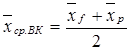 x̄ ср.ВК = (x̄ f + x̄ p) / 2